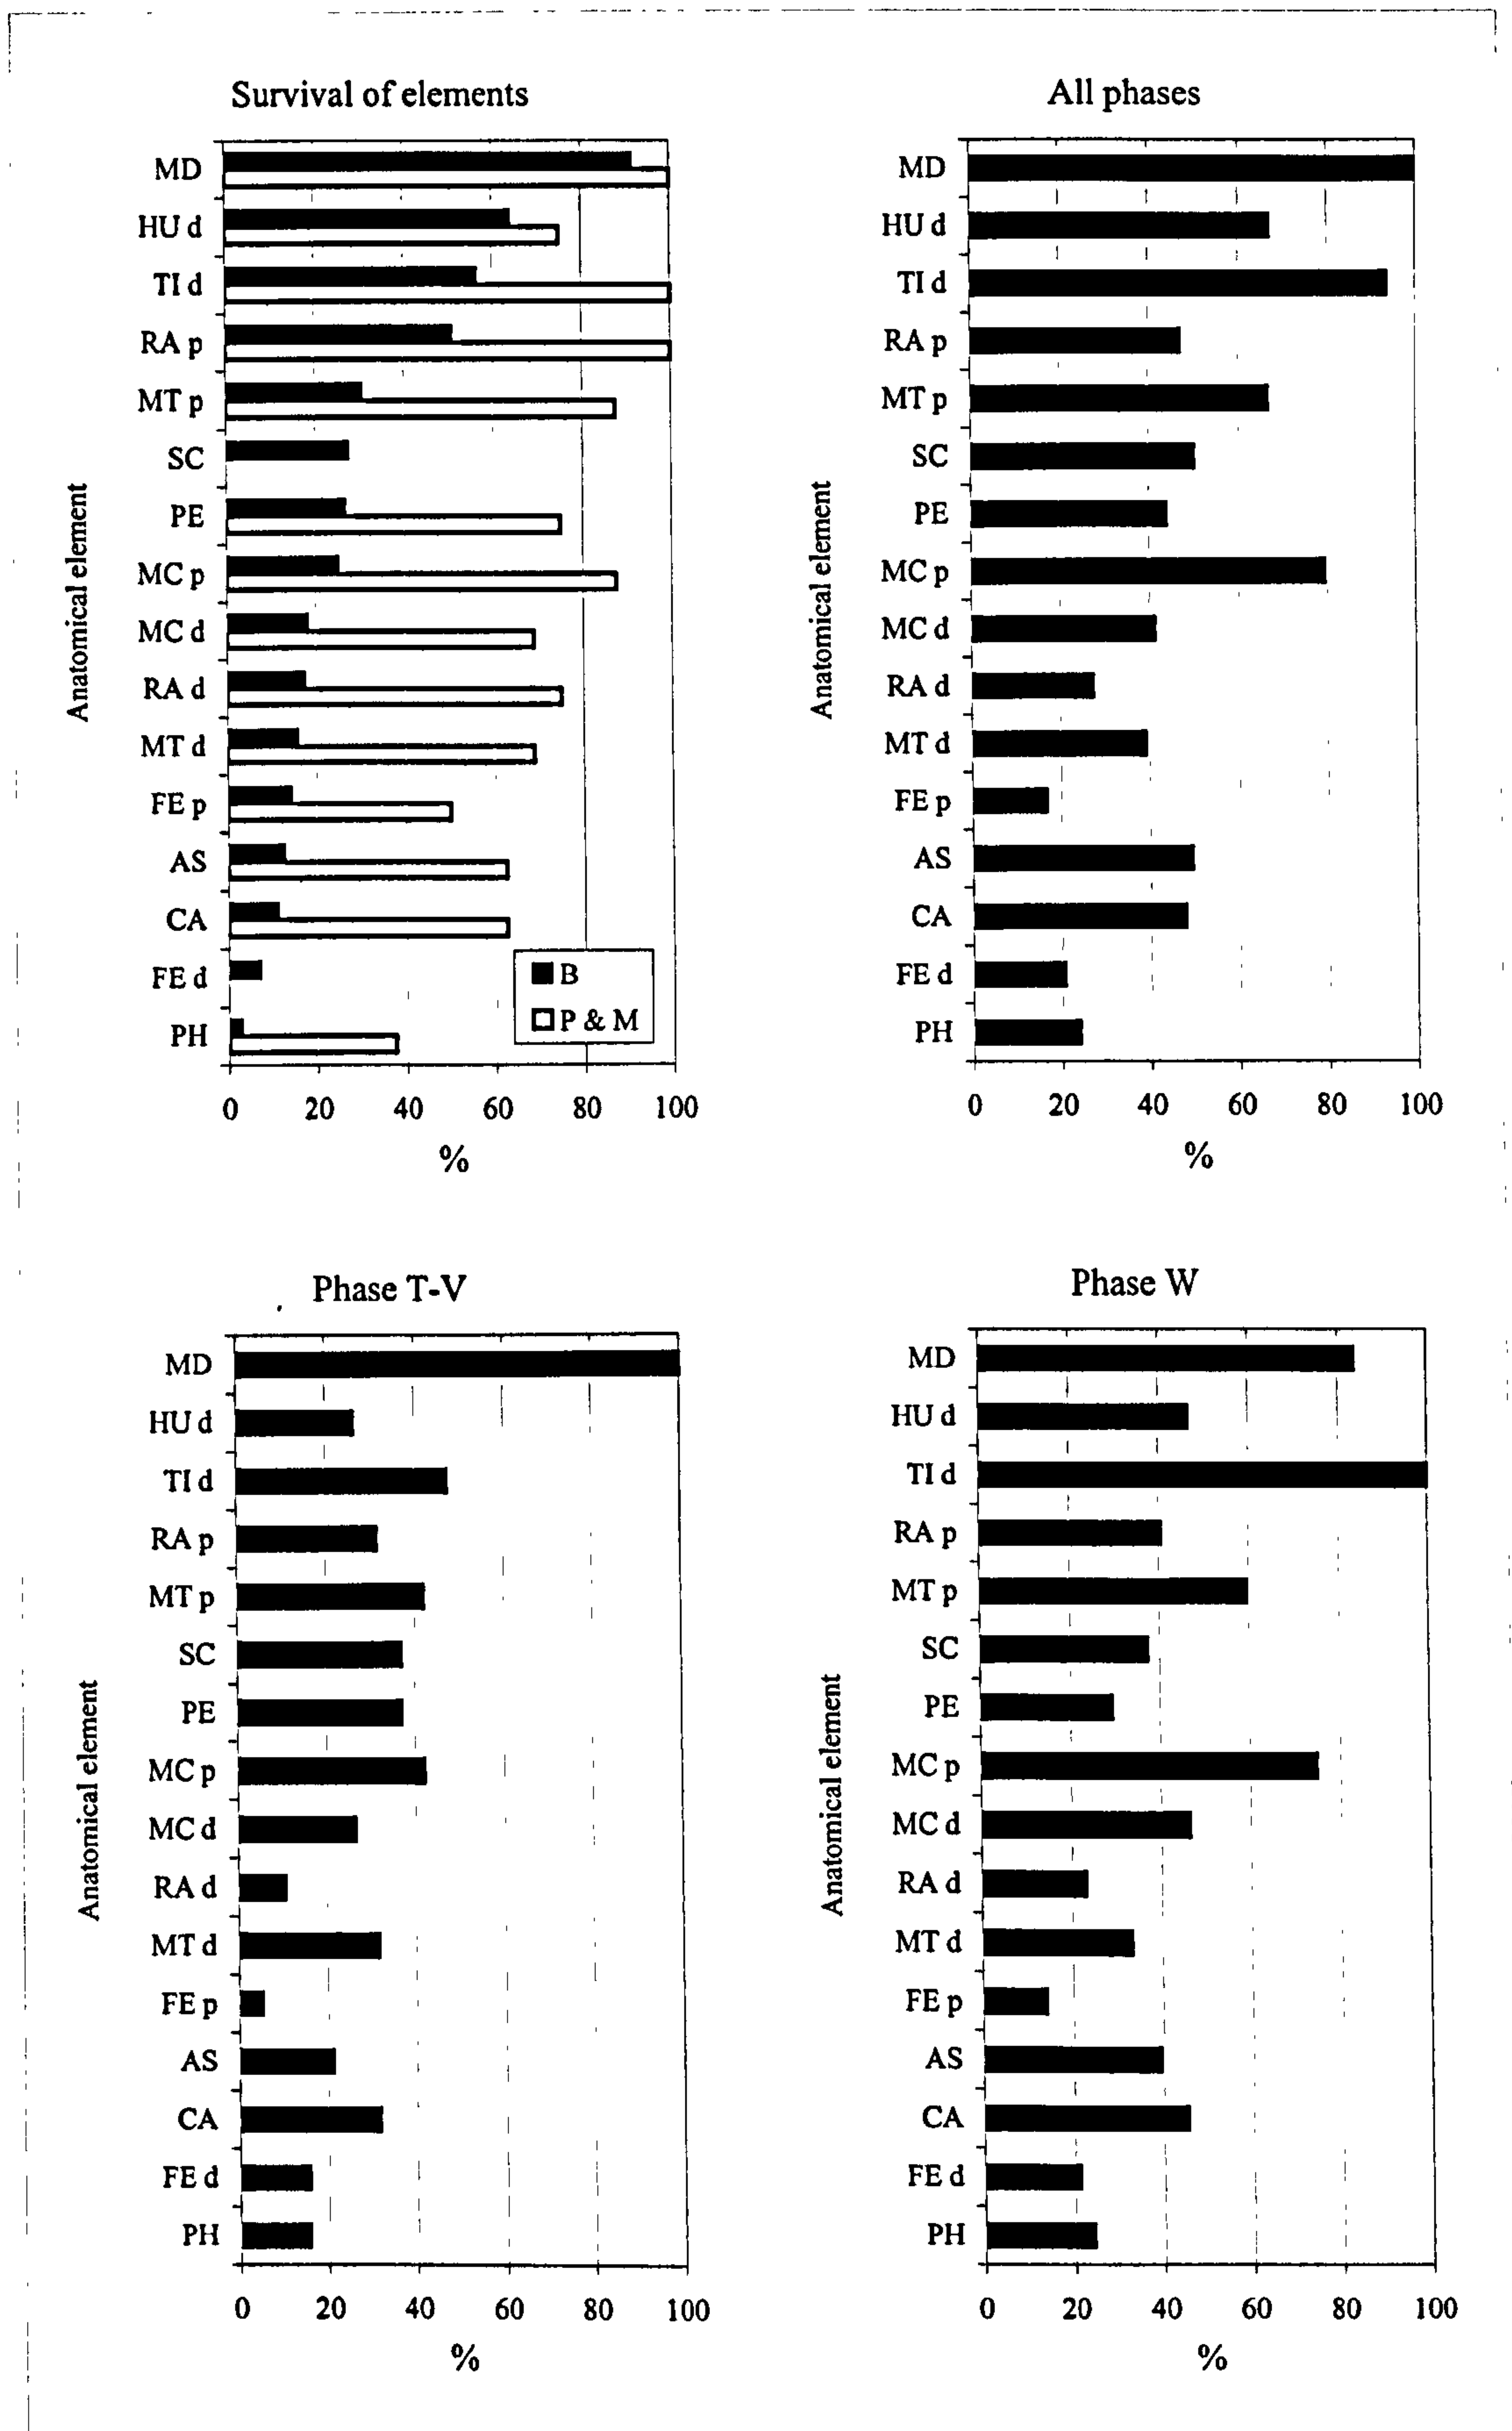 Survival of elements
Anatomical element
MD
HU d
TI d
RA p
MT p
SC
PE
MC p
MC d
RA d
MT d
FE p
AS
CA
FE d
PH
B
P & M
0 20 40 60 80 100
%
All phases
Anatomical element
MD
HU d
TI d
RA p
MT p
SC
PE
MC p
MC d
RA d
MT d
FE p
AS
CA
FE d
PH
0 20 40 60 80 100
%
Phase T-V
Anatomical element
MD
HU d
TI d
RA p
MT p
SC
PE
MC p
MC d
RA d
MT d
FE p
AS
CA
FE d
PH
0 20 40 60 80 100
%
Phase W
Anatomical element
MD
HU d
TI d
RA p
MT p
SC
PE
MC p
MC d
RA d
MT d
FE p
AS
CA
FE d
PH
0 20 40 60 80 100
%